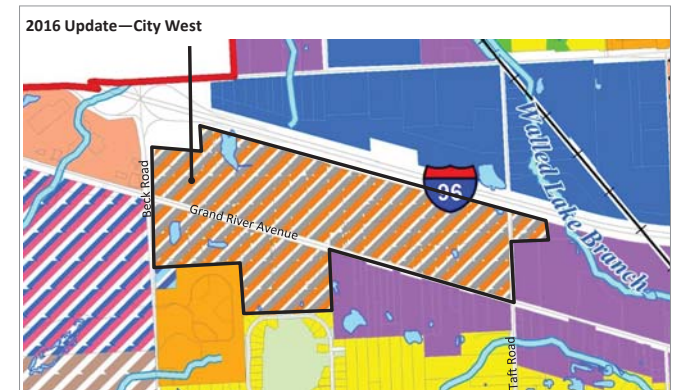 2016 Update—City West
Beck Road
Grand River Avenue
96
Walled Lake Branch
Taft Road